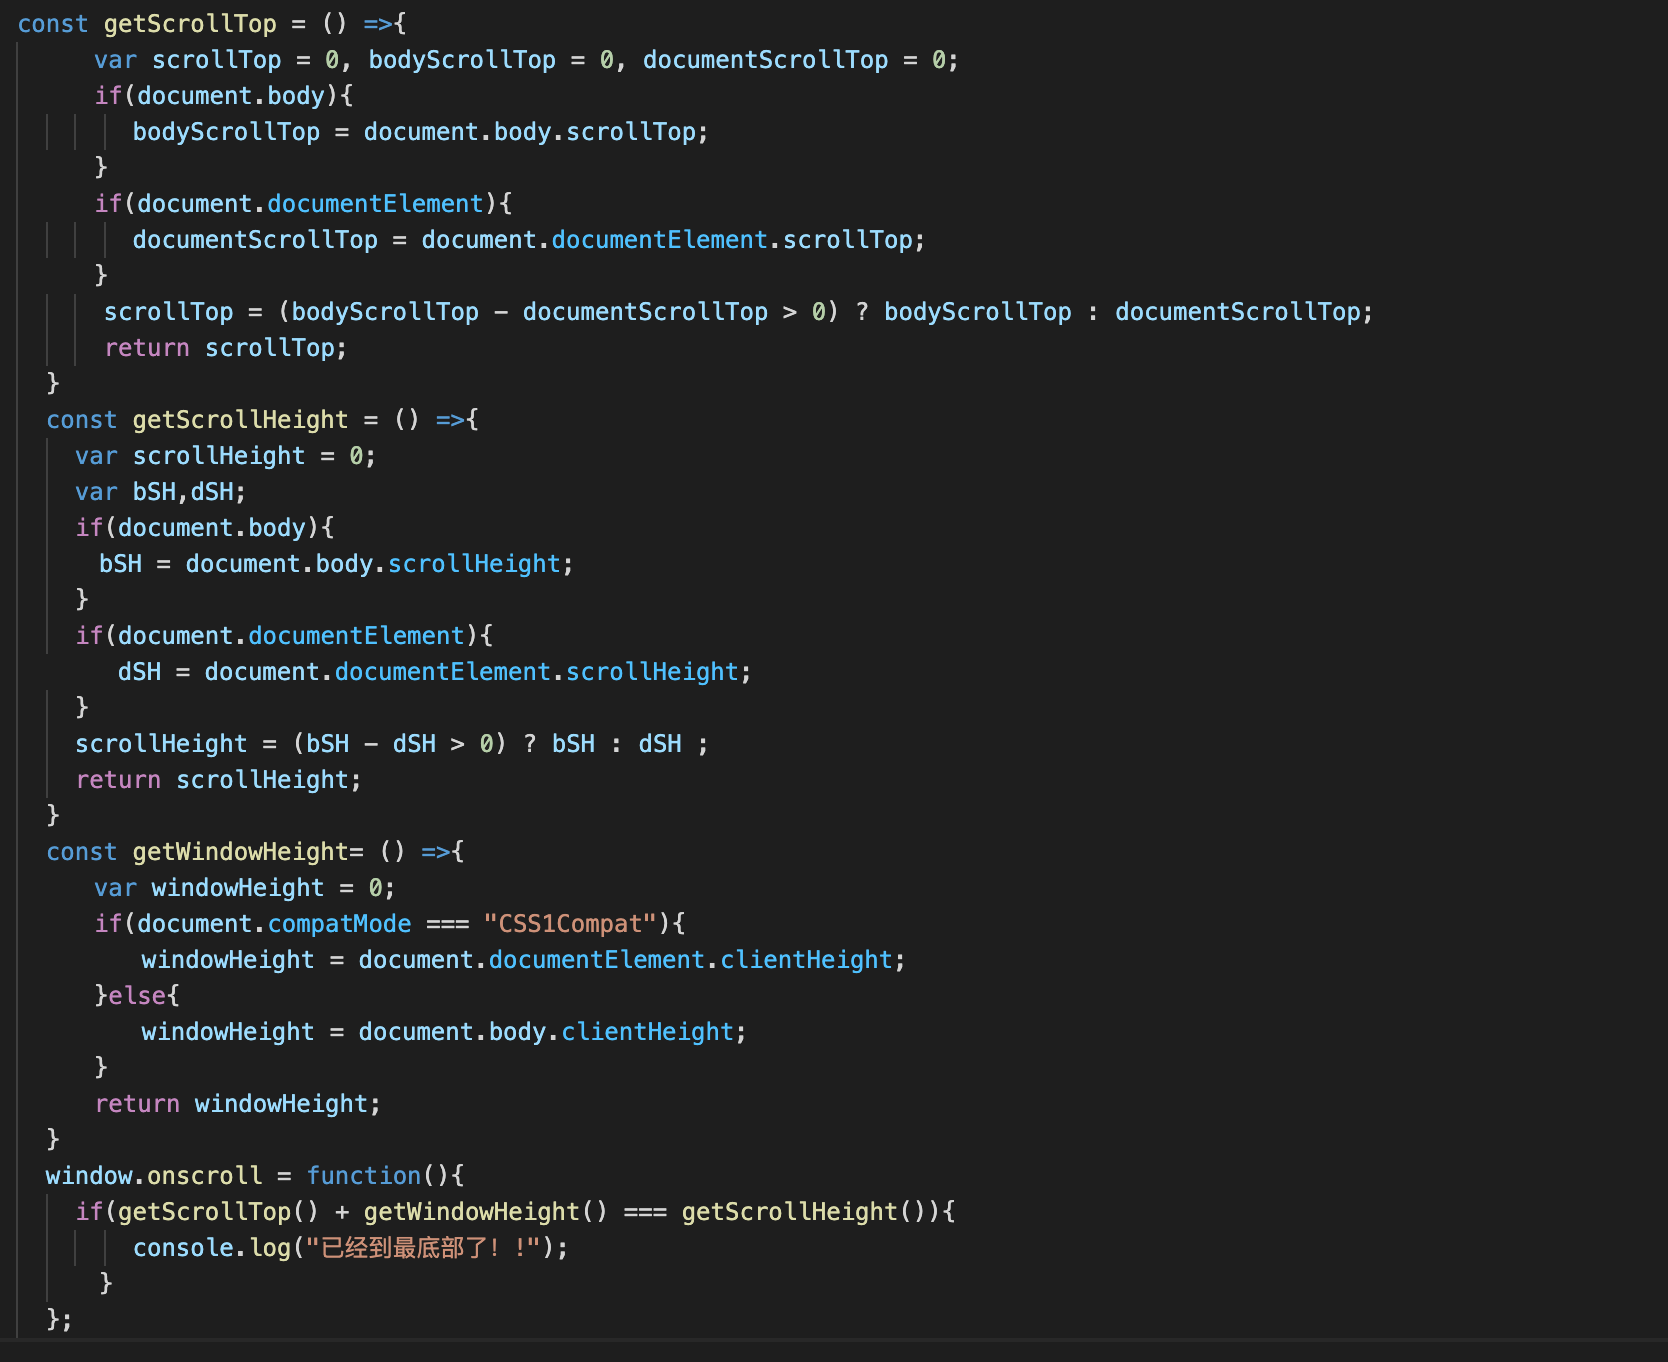 const getScrollTop = () =>{
var scrollTop = 0, bodyScrollTop = 0, documentScrollTop = 0;
if(document.body){
bodyScrollTop = document.body.scrollTop;
}
if(document.documentElement){
documentScrollTop = document.documentElement.scrollTop;
}
scrollTop = (bodyScrollTop - documentScrollTop > 0) ? bodyScrollTop : documentScrollTop;
return scrollTop;
}
const getScrollHeight = () =>{
var scrollHeight = 0;
var bSH,dSH;
if(document.body){
bSH = document.body.scrollHeight;
}
if(document.documentElement){
dSH = document.documentElement.scrollHeight;
}
scrollHeight = (bSH - dSH > 0) ? bSH : dSH ;
return scrollHeight;
}
const getWindowHeight= () =>{
var windowHeight = 0;
if(document.compatMode === "CSS1Compat"){
windowHeight = document.documentElement.clientHeight;
}else{
windowHeight = document.body.clientHeight;
}
return windowHeight;
}
window.onscroll = function(){
if(getScrollTop() + getWindowHeight() === getScrollHeight()){
console.log("已经到最底部了！!");
}
};